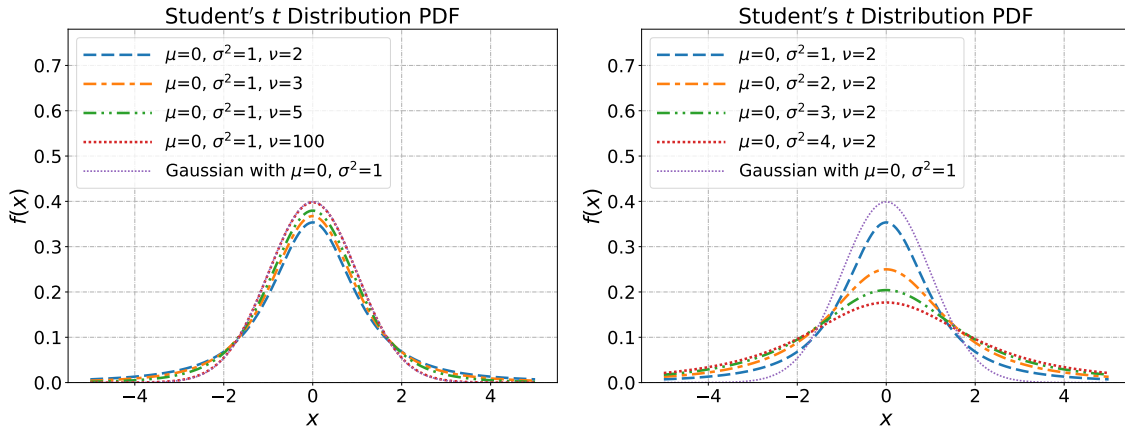 Student's t Distribution PDF
μ=0, σ²=1, ν=2
μ=0, σ²=1, ν=3
μ=0, σ²=1, ν=5
μ=0, σ²=1, ν=100
Gaussian with μ=0, σ²=1
f(x)
0.7
0.6
0.5
0.4
0.3
0.2
0.1
0.0
−4
−2
0
2
4
x
Student's t Distribution PDF
μ=0, σ²=1, ν=2
μ=0, σ²=2, ν=2
μ=0, σ²=3, ν=2
μ=0, σ²=4, ν=2
Gaussian with μ=0, σ²=1
f(x)
0.7
0.6
0.5
0.4
0.3
0.2
0.1
0.0
−4
−2
0
2
4
x